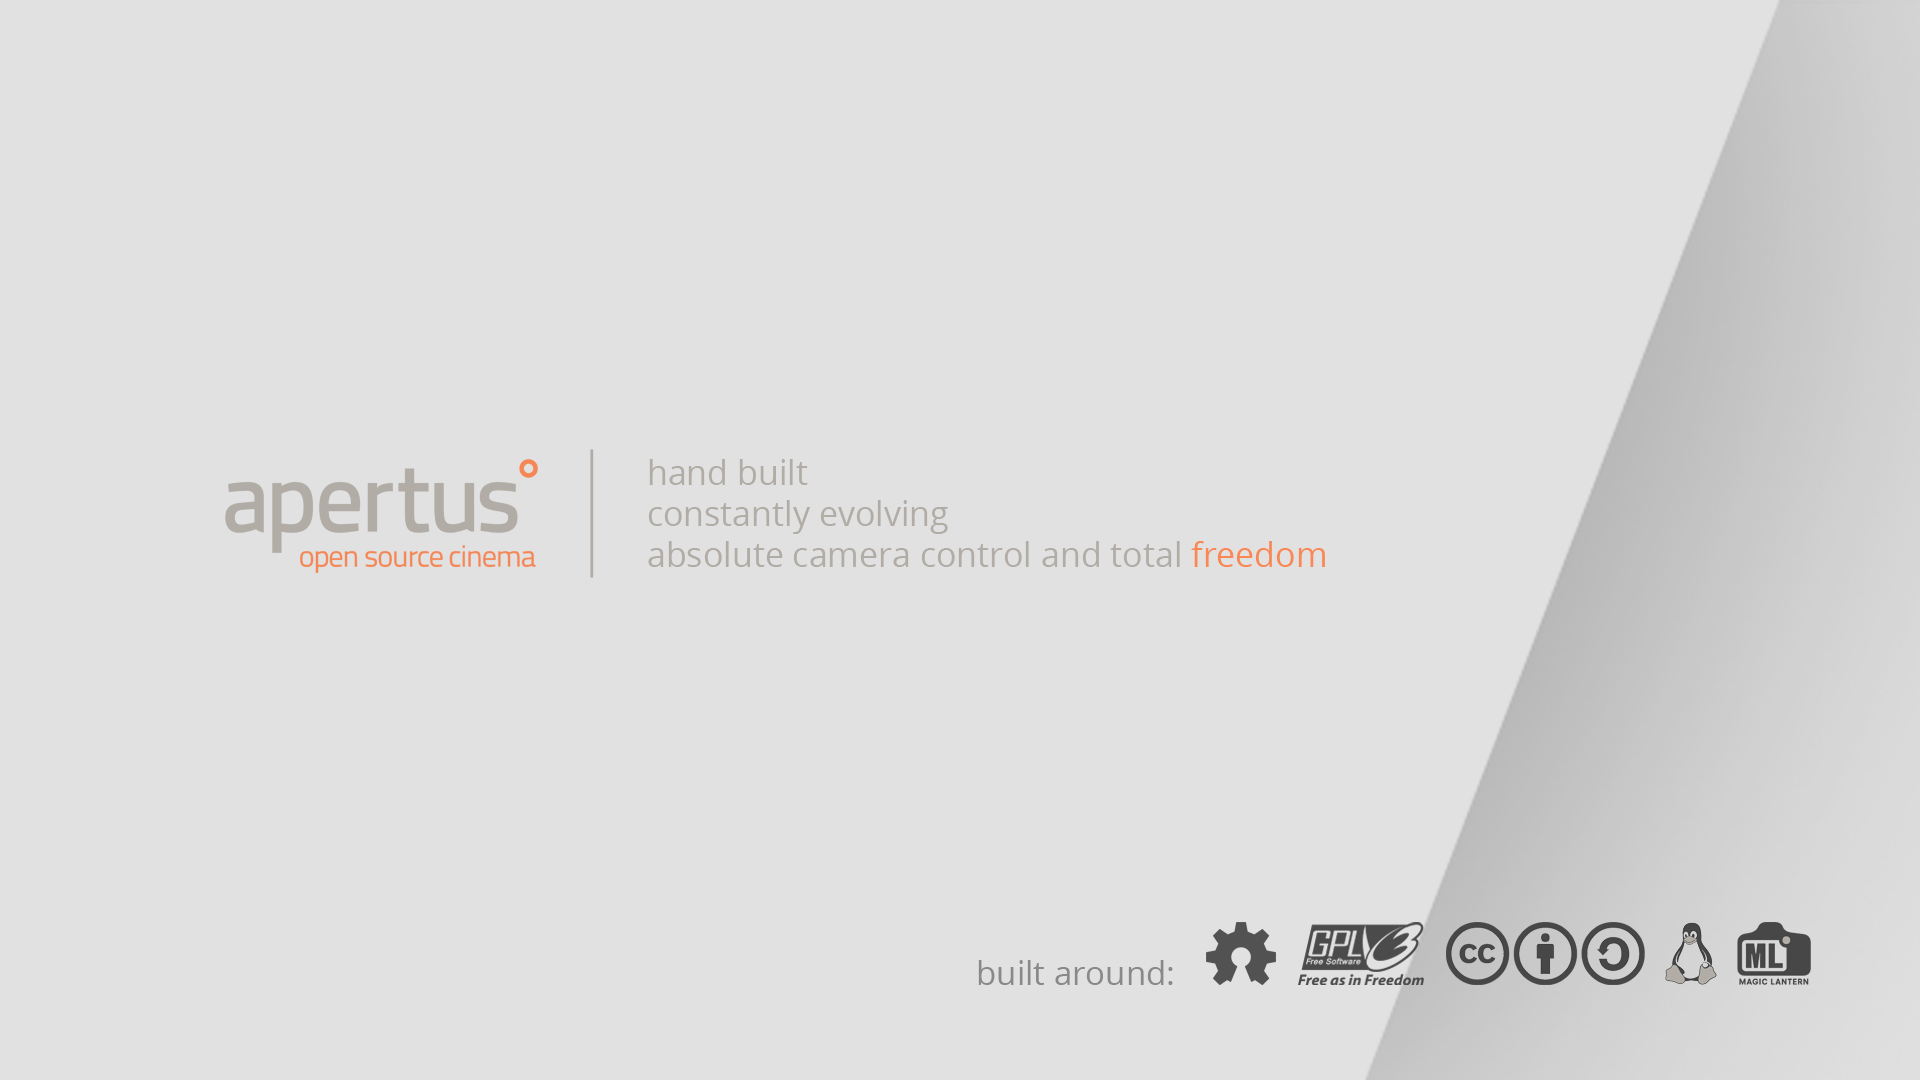 apertus°
open source cinema
hand built
constantly evolving
absolute camera control and total freedom
built around:
GPLv3
Free Software
Free as in Freedom
cc
ML
MAGIC LANTERN